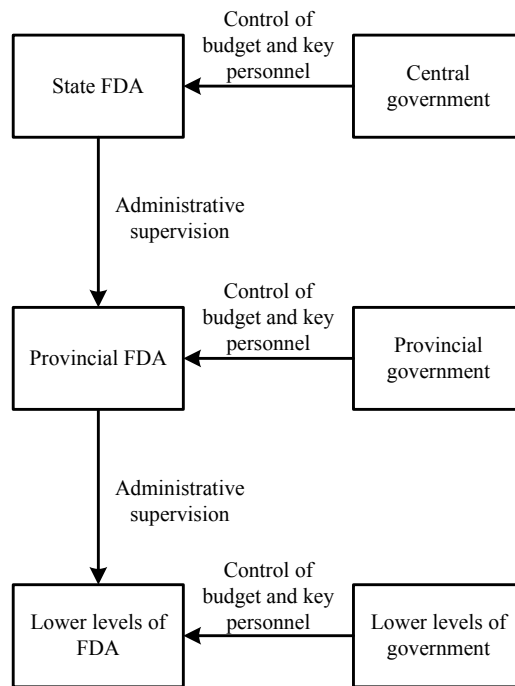 Control of
budget and key
personnel
State FDA
Central
government
Administrative
supervision
Control of
budget and key
personnel
Provincial FDA
Provincial
government
Administrative
supervision
Control of
budget and key
personnel
Lower levels of
FDA
Lower levels of
government